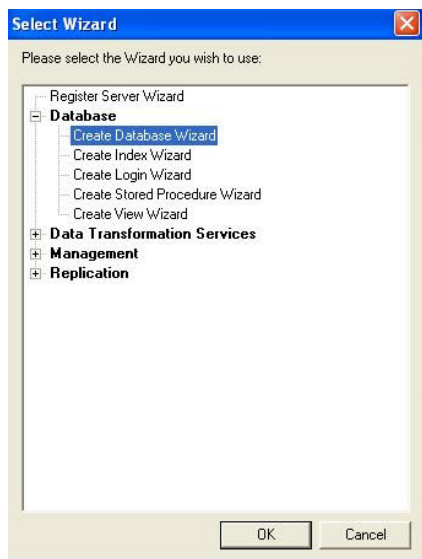 Select Wizard
Please select the Wizard you wish to use:
Register Server Wizard
Database
Create Database Wizard
Create Index Wizard
Create Login Wizard
Create Stored Procedure Wizard
Create View Wizard
Data Transformation Services
Management
Replication
OK Cancel